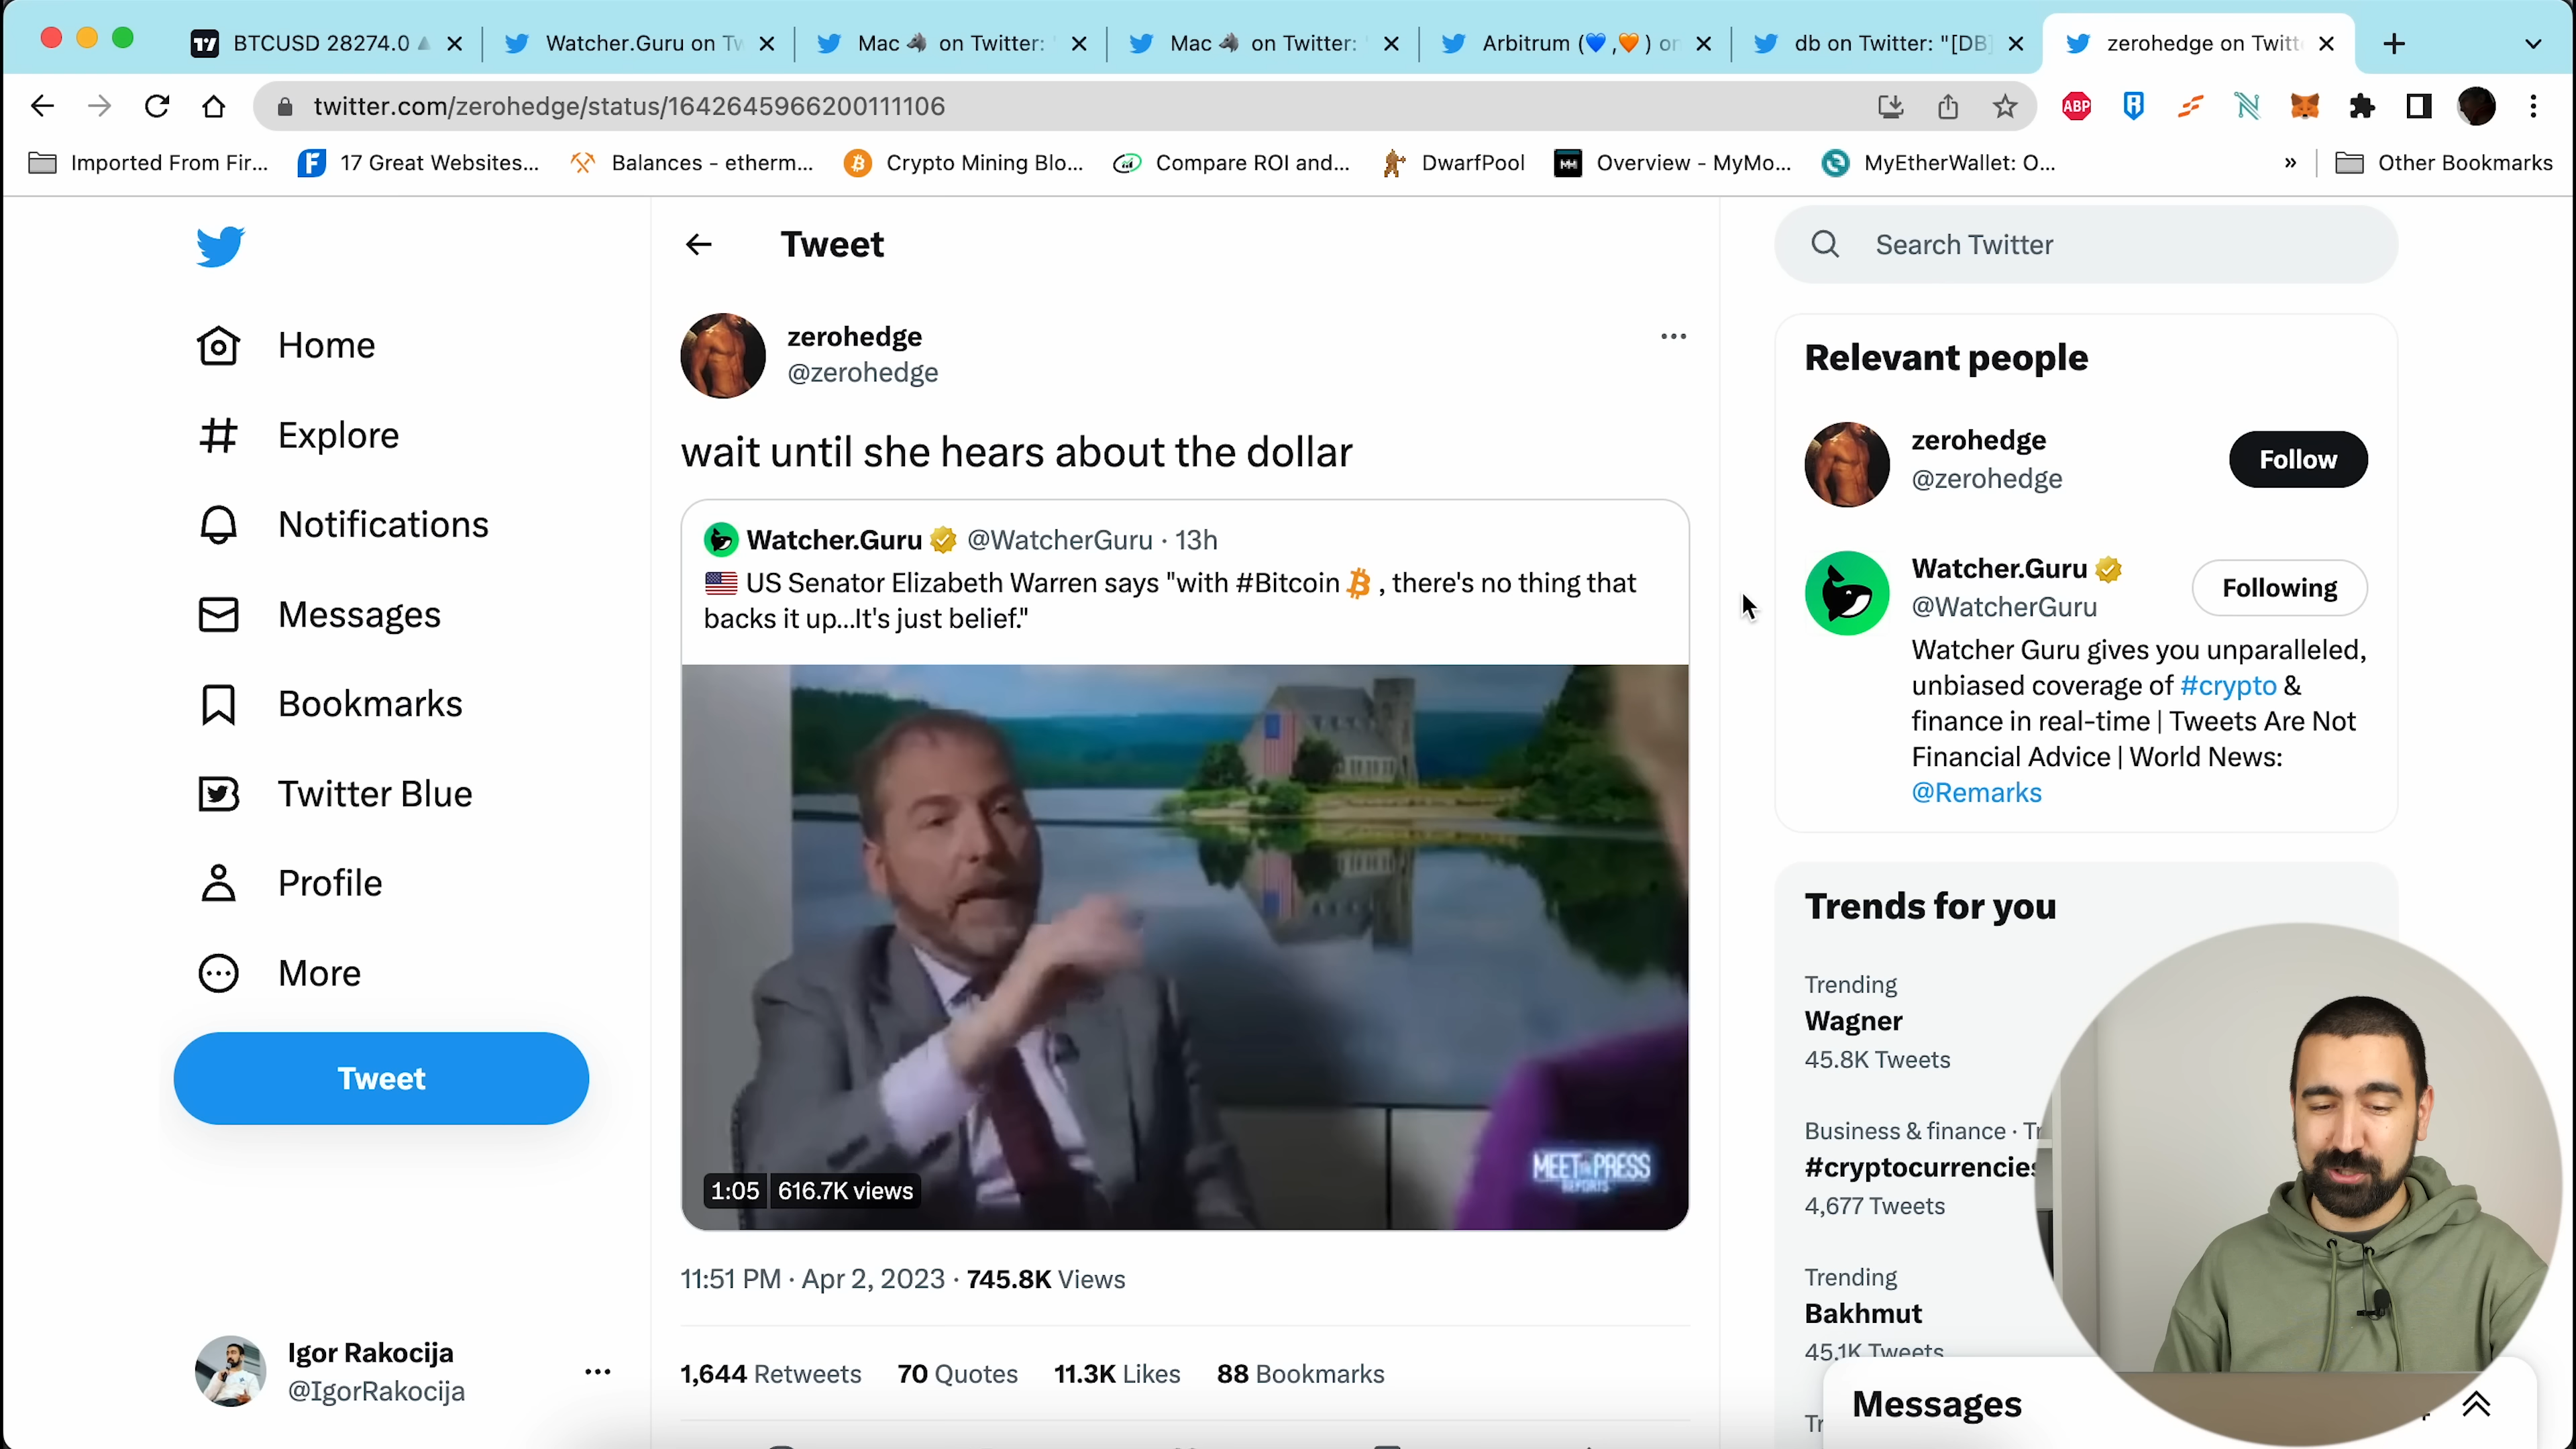 BTCUSD 28274.0
Watcher.Guru on Tw
Mac on Twitter: "
Mac on Twitter: "
Arbitrum (💙,🧡) on
db on Twitter: "[DB]
zerohedge on Twitt
twitter.com/zerohedge/status/1642645966200111106
ABP
Imported From Fir...
17 Great Websites...
Balances - etherm...
Crypto Mining Blo...
Compare ROI and...
DwarfPool
Overview - MyMo...
MyEtherWallet: O...
»
Other Bookmarks
Home
Explore
Notifications
Messages
Bookmarks
Twitter Blue
Profile
More
Tweet
Igor Rakocija
@IgorRakocija
Tweet
zerohedge
@zerohedge
wait until she hears about the dollar
Watcher.Guru @WatcherGuru · 13h
🇺🇸 US Senator Elizabeth Warren says "with #Bitcoin ₿ , there's no thing that
backs it up...It's just belief."
MEET THE PRESS
REPORTS
1:05 616.7K views
11:51 PM · Apr 2, 2023 · 745.8K Views
1,644 Retweets 70 Quotes 11.3K Likes 88 Bookmarks
Search Twitter
Relevant people
zerohedge
@zerohedge
Follow
Watcher.Guru
@WatcherGuru
Following
Watcher Guru gives you unparalleled,
unbiased coverage of #crypto &
finance in real-time | Tweets Are Not
Financial Advice | World News:
@Remarks
Trends for you
Trending
Wagner
45.8K Tweets
Business & finance · Tr
#cryptocurrencies
4,677 Tweets
Trending
Bakhmut
45.1K Tweets
Tr
Messages